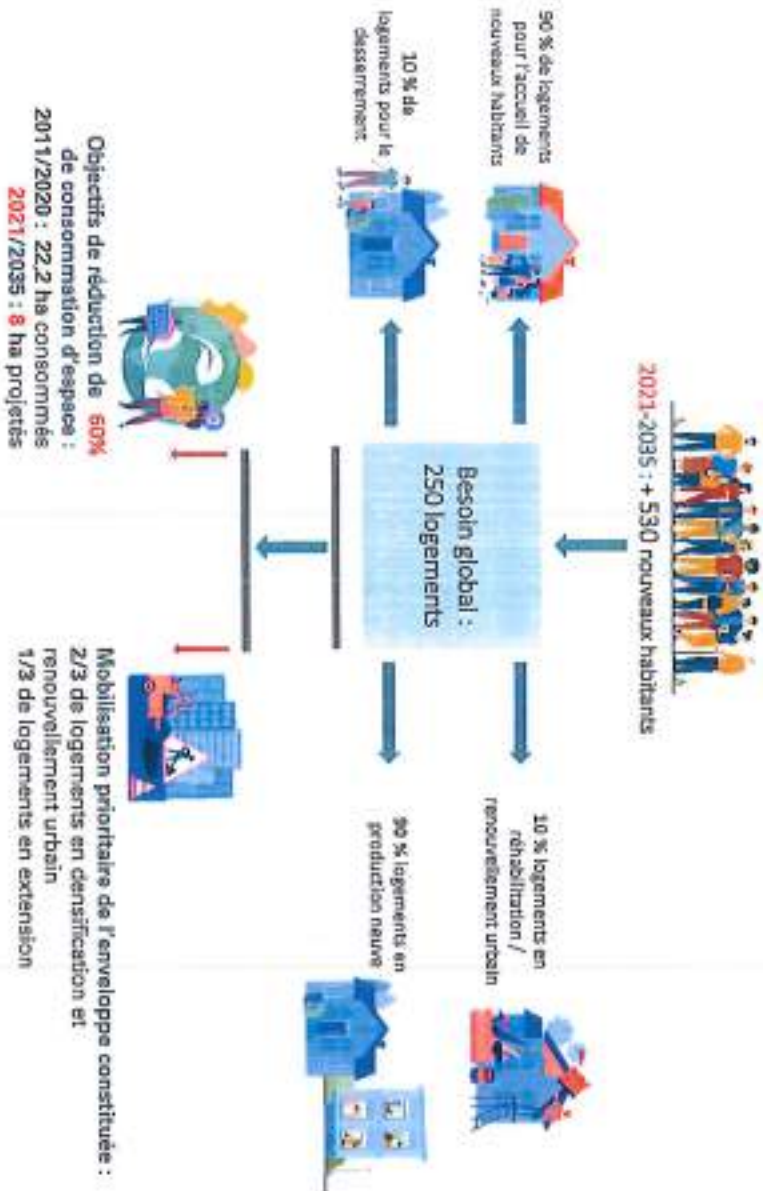 2021-2035 : + 530 nouveaux habitants
90 % de logements
pour l'accueil de
nouveaux habitants
10 % de
logements pour le
desserrement
Besoin global :
250 logements
10 % logements en
réhabilitation /
renouvellement urbain
90 % logements en
production neuve
Objectifs de réduction de 60%
de consommation d'espace :
2011/2020 : 22,2 ha consommés
2021/2035 : 8 ha projetés
Mobilisation prioritaire de l'enveloppe constituée :
2/3 de logements en densification et
renouvellement urbain
1/3 de logements en extension